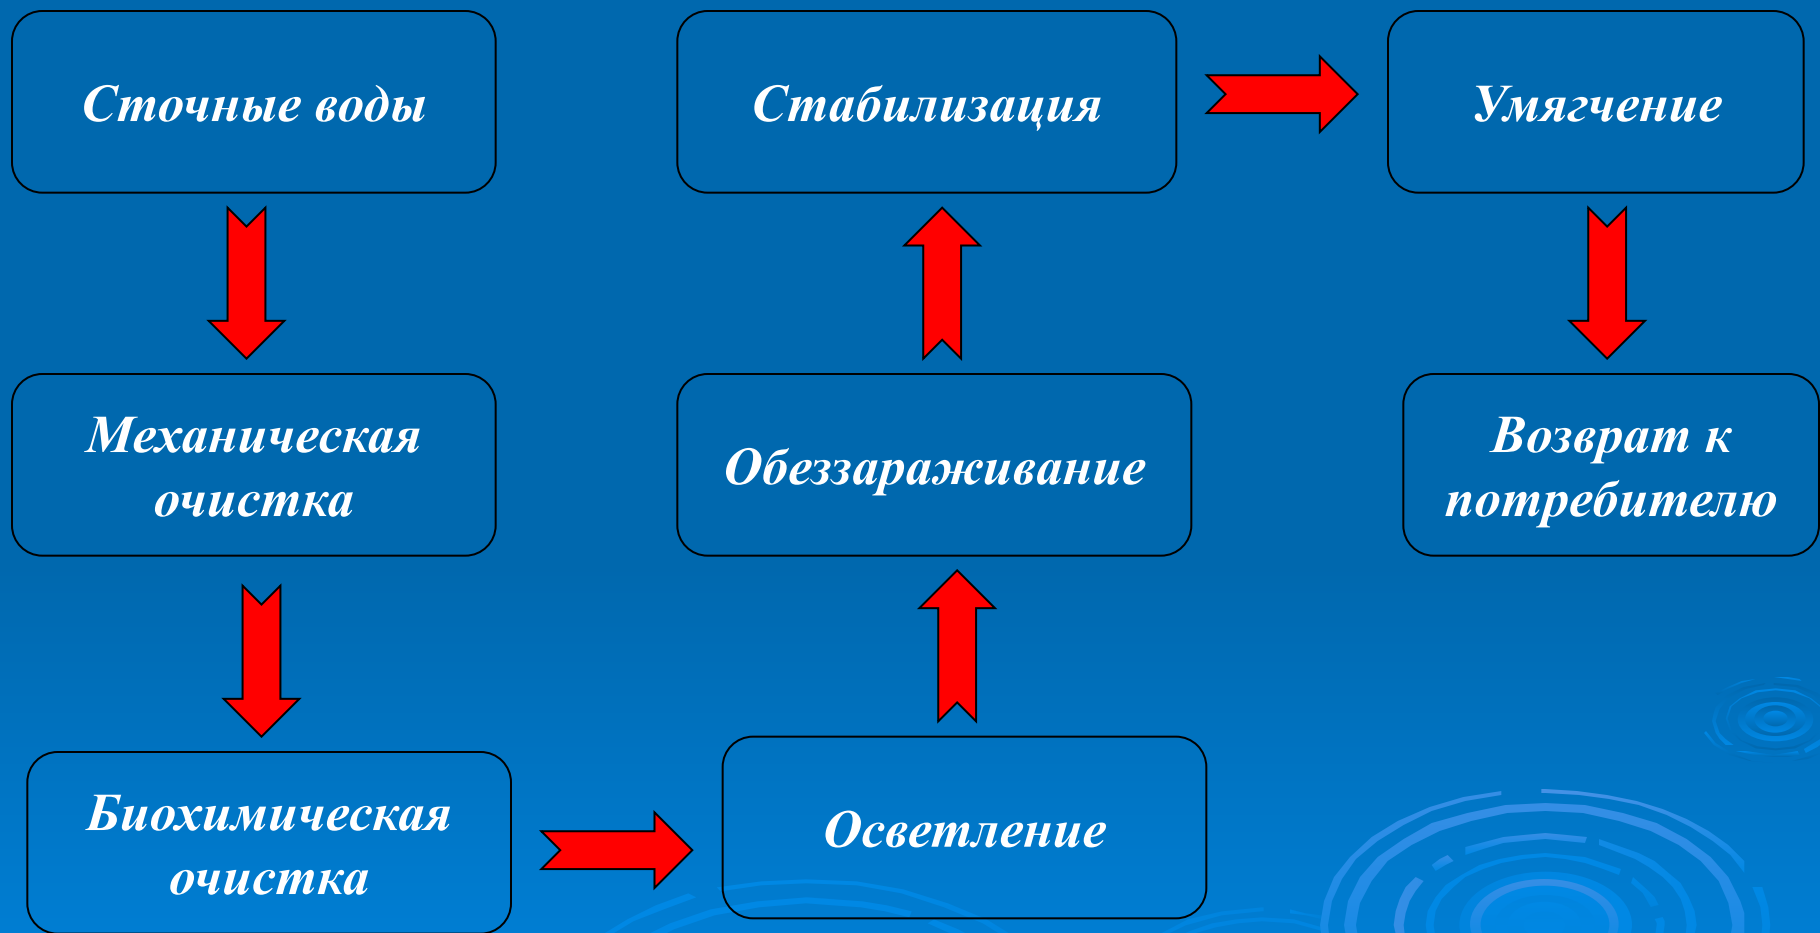 Сточные воды
Механическая
очистка
Биохимическая
очистка
Осветление
Обеззараживание
Стабилизация
Умягчение
Возврат к
потребителю